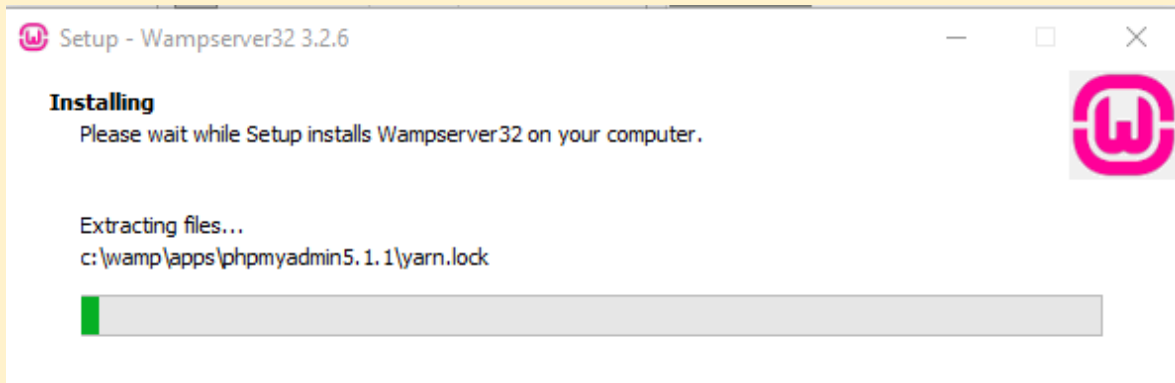 Setup - Wampserver32 3.2.6
Installing
Please wait while Setup installs Wampserver32 on your computer.
Extracting files...
c:\wamp\apps\phpmyadmin5.1.1\yarn.lock